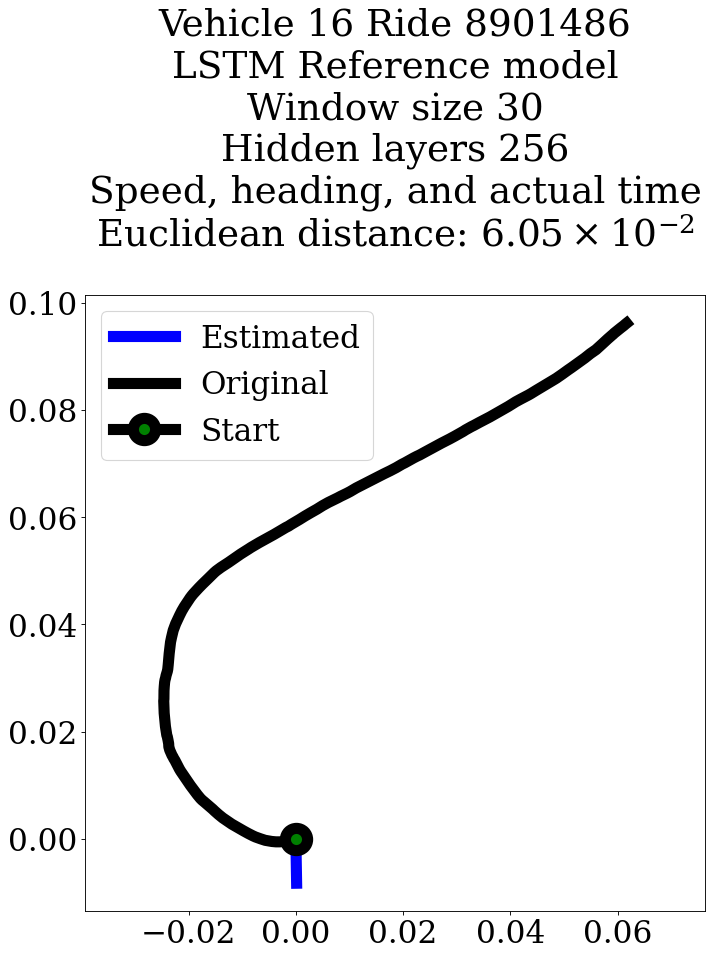 Vehicle 16 Ride 8901486
LSTM Reference model
Window size 30
Hidden layers 256
Speed, heading, and actual time
Euclidean distance: 6.05 × 10⁻²
0.10
0.08
0.06
0.04
0.02
0.00
Estimated
Original
Start
−0.02 0.00 0.02 0.04 0.06